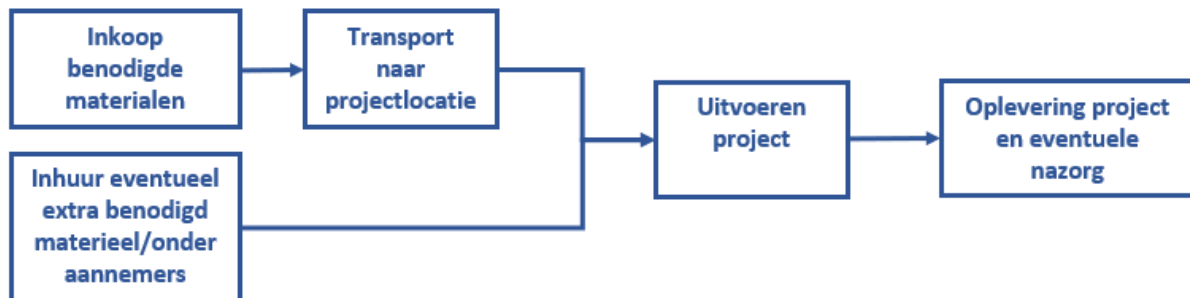 Inkoop
benodigde
materialen
Transport
naar
projectlocatie
Inhuur eventueel
extra benodigd
materieel/onder
aannemers
Uitvoeren
project
Oplevering project
en eventuele
nazorg